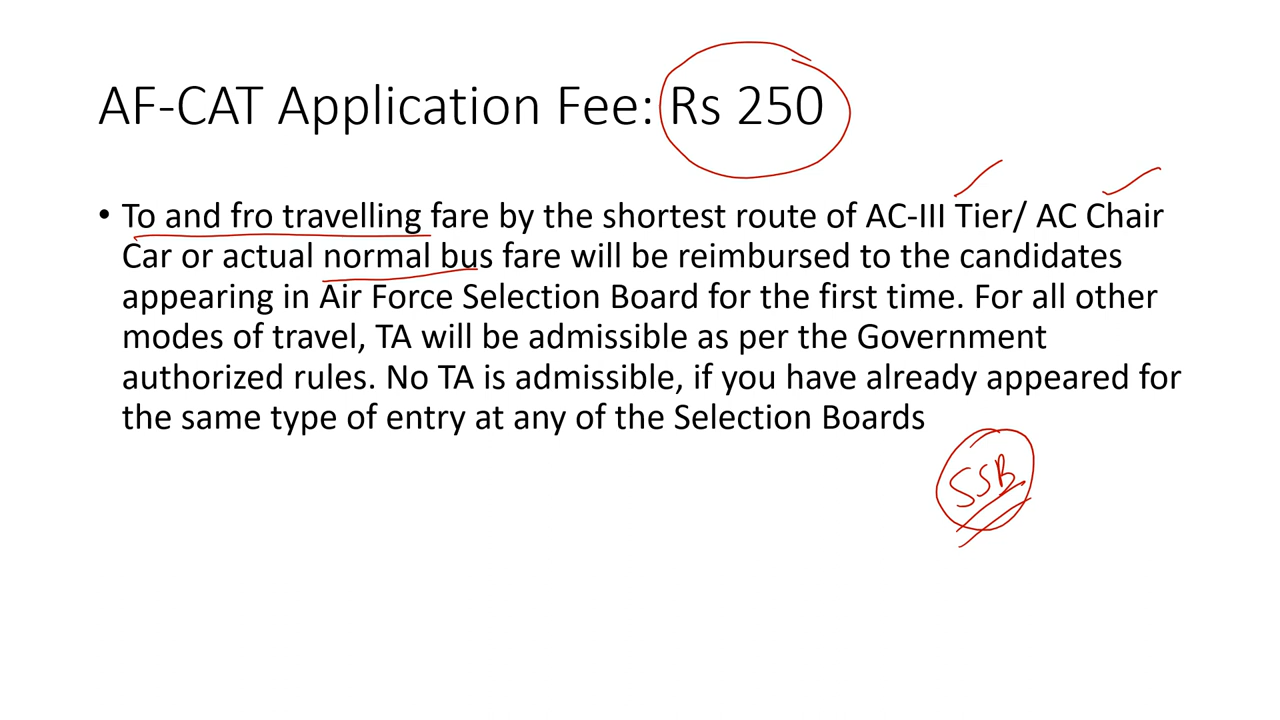 AF-CAT Application Fee: Rs 250
• To and fro travelling fare by the shortest route of AC-III Tier/ AC Chair
Car or actual normal bus fare will be reimbursed to the candidates
appearing in Air Force Selection Board for the first time. For all other
modes of travel, TA will be admissible as per the Government
authorized rules. No TA is admissible, if you have already appeared for
the same type of entry at any of the Selection Boards
SSB